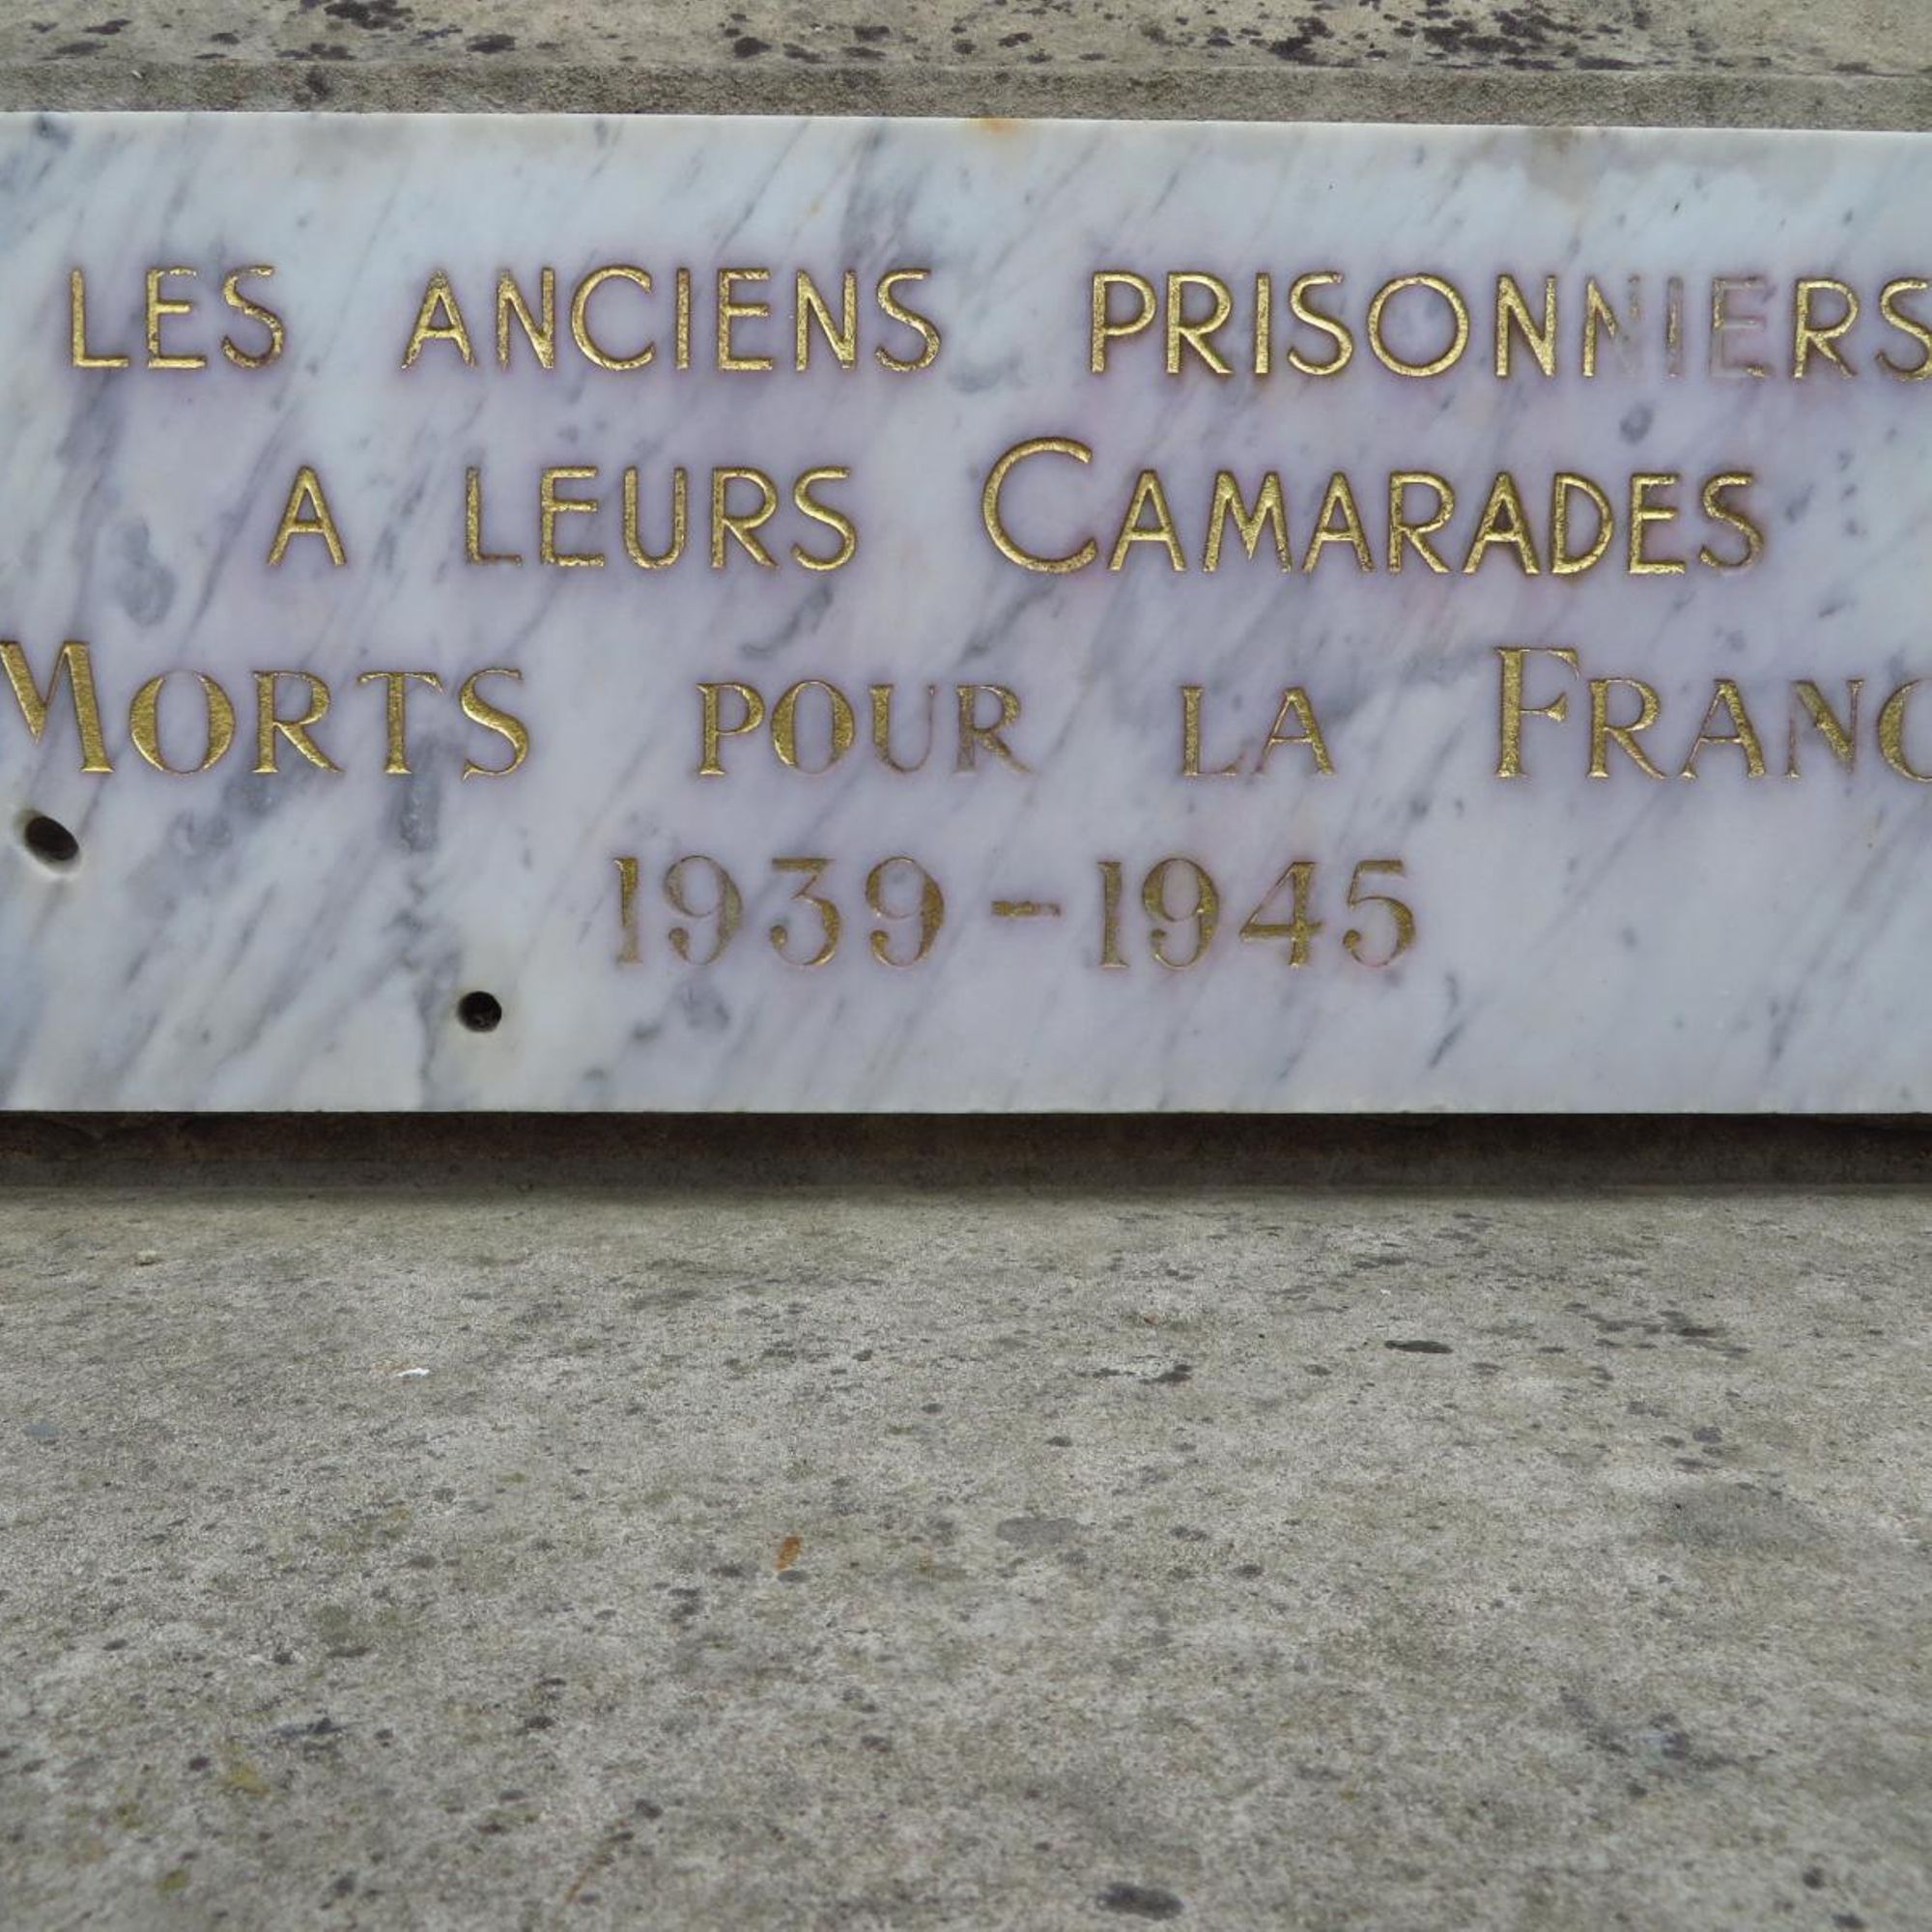 LES ANCIENS PRISONNIERS
A LEURS CAMARADES
MORTS POUR LA FRANC
1939-1945